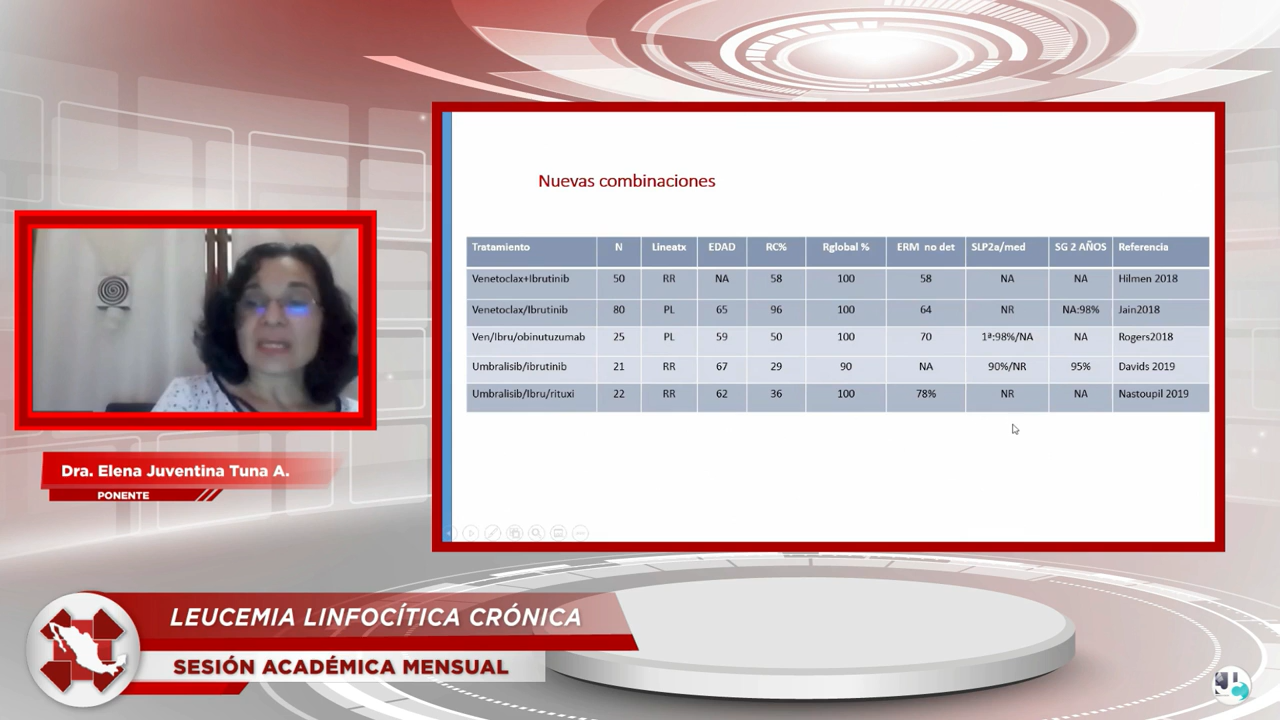 Nuevas combinaciones
Tratamiento N Lineatx EDAD RC% Rglobal % ERM no det SLP2a/med SG 2 AÑOS Referencia
Venetoclax+Ibrutinib 50 RR NA 58 100 58 NA NA Hilmen 2018
Venetoclax/Ibrutinib 80 PL 65 96 100 64 NR NA:98% Jain2018
Ven/Ibru/obinutuzumab 25 PL 59 50 100 70 1ª:98%/NA NA Rogers2018
Umbralisib/ibrutinib 21 RR 67 29 90 NA 90%/NR 95% Davids 2019
Umbralisib/Ibru/rituxi 22 RR 62 36 100 78% NR NA Nastoupil 2019
Dra. Elena Juventina Tuna A.
PONENTE
LEUCEMIA LINFOCÍTICA CRÓNICA
SESIÓN ACADÉMICA MENSUAL